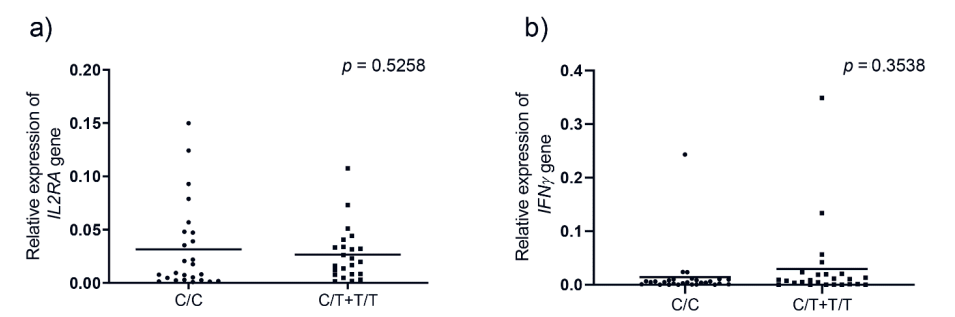 a)
p = 0.5258
Relative expression of
IL2RA gene
0.20
0.15
0.10
0.05
0.00
C/C
C/T+T/T
b)
p = 0.3538
Relative expression of
IFNγ gene
0.4
0.3
0.2
0.1
0.0
C/C
C/T+T/T